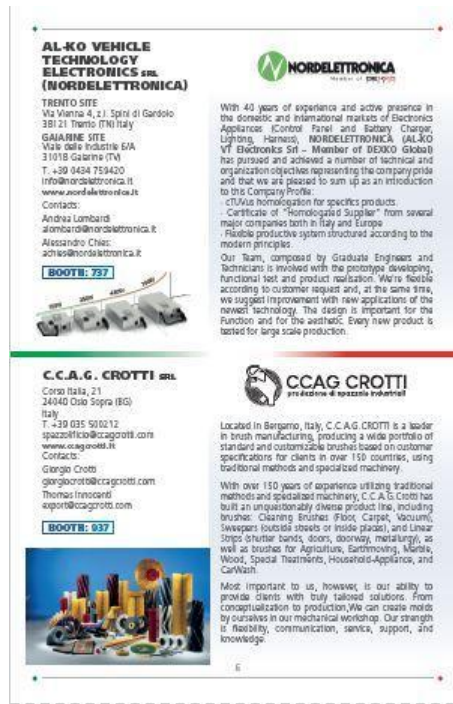 AL-KO VEHICLE
TECHNOLOGY
ELECTRONICS SRL
(NORDELETTRONICA)
TRENTO SITE
Via Vienna 4, z.i. Spini di Gardolo
38121 Trento (TN) Italy
GAIARINE SITE
Viale delle Industrie 6/A
31018 Gaiarine (TV)
T. +39 0434 759420
info@nordelettronica.it
www.nordelettronica.it
Contacts:
Andrea Lombardi
alombardi@nordelettronica.it
Alessandro Chies:
achies@nordelettronica.it
BOOTH: 737
NORDELETTRONICA
Member of
With 40 years of experience and active presence in
the domestic and international markets of Electronics
Appliances (Control Panel and Battery Charger,
Lighting, Harness), NORDELETTRONICA (AL-KO
VT Electronics Srl – Member of DEXKO Global)
has pursued and achieved a number of technical and
organization objectives representing the company pride
and that we are pleased to sum up as an introduction
to this Company Profile:
- cTUVus homologation for specifics products.
- Certificate of "Homologated Supplier" from several
major companies both in Italy and Europe
- Flexible productive system structured according to the
modern principles.
Our Team, composed by Graduate Engineers and
Technicians is involved with the prototype developing,
functional test and product realisation. We're flexible
according to customer request and, at the same time,
we suggest improvement with new applications of the
newest technology. The design is important for the
Function and for the aesthetic. Every new product is
tested for large scale production.
C.C.A.G. CROTTI SRL
Corso Italia, 21
24040 Osio Sopra (BG)
Italy
T. +39 035 500212
spazzolificio@ccagcrotti.com
www.ccagcrotti.it
Contacts:
Giorgio Crotti
giorgiocrotti@ccagcrotti.com
Thomas Innocenti
export@ccagcrotti.com
BOOTH: 937
CCAG CROTTI
produzione di spazzole industriali
Located in Bergamo, Italy, C.C.A.G.CROTTI is a leader
in brush manufacturing, producing a wide portfolio of
standard and customizable brushes based on customer
specifications for clients in over 150 countries, using
traditional methods and specialized machinery.
With over 150 years of experience utilizing traditional
methods and specialized machinery, C.C.A.G.Crotti has
built an unquestionably diverse product line, including
brushes: Cleaning Brushes (Floor, Carpet, Vacuum),
Sweepers (outside streets or inside places), and Linear
Strips (shutter bands, doors, doorway, metallurgy), as
well as brushes for Agriculture, Earthmoving, Marble,
Wood, Special Treatments, Household-Appliance, and
CarWash.
Most important to us, however, is our ability to
provide clients with truly tailored solutions. From
conceptualization to production,We can create molds
by ourselves in our mechanical workshop. Our strength
is flexibility, communication, service, support, and
knowledge.
6